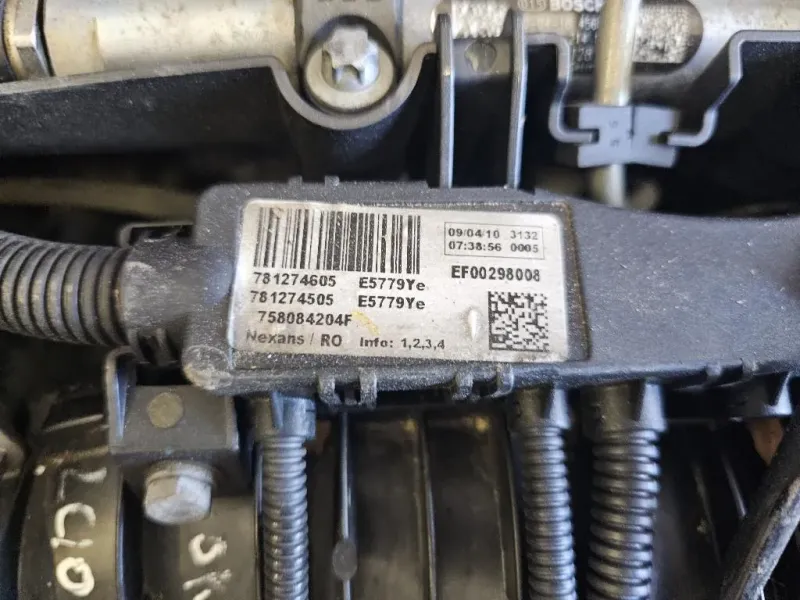 BOSCH
09/04/10 3132
07:38:56 0005
781274605 E5779Ye
EF00298008
781274505 E5779Ye
758084204F
Nexans / RO Info: 1,2,3,4